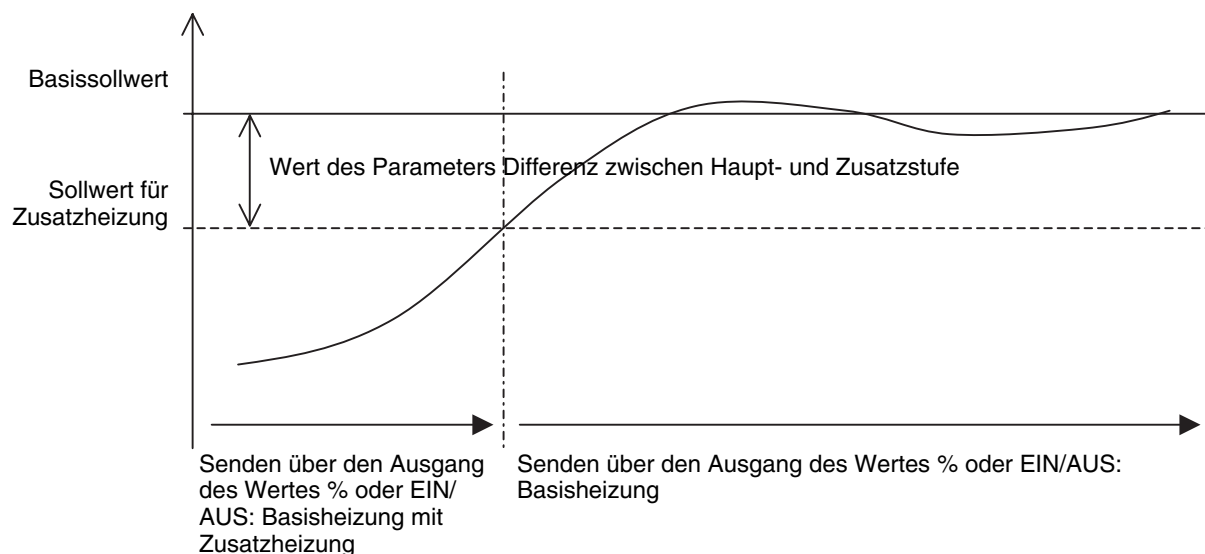 Basissollwert
Wert des Parameters Differenz zwischen Haupt- und Zusatzstufe
Sollwert für
Zusatzheizung
Senden über den Ausgang
des Wertes % oder EIN/
AUS: Basisheizung mit
Zusatzheizung
Senden über den Ausgang des Wertes % oder EIN/AUS:
Basisheizung